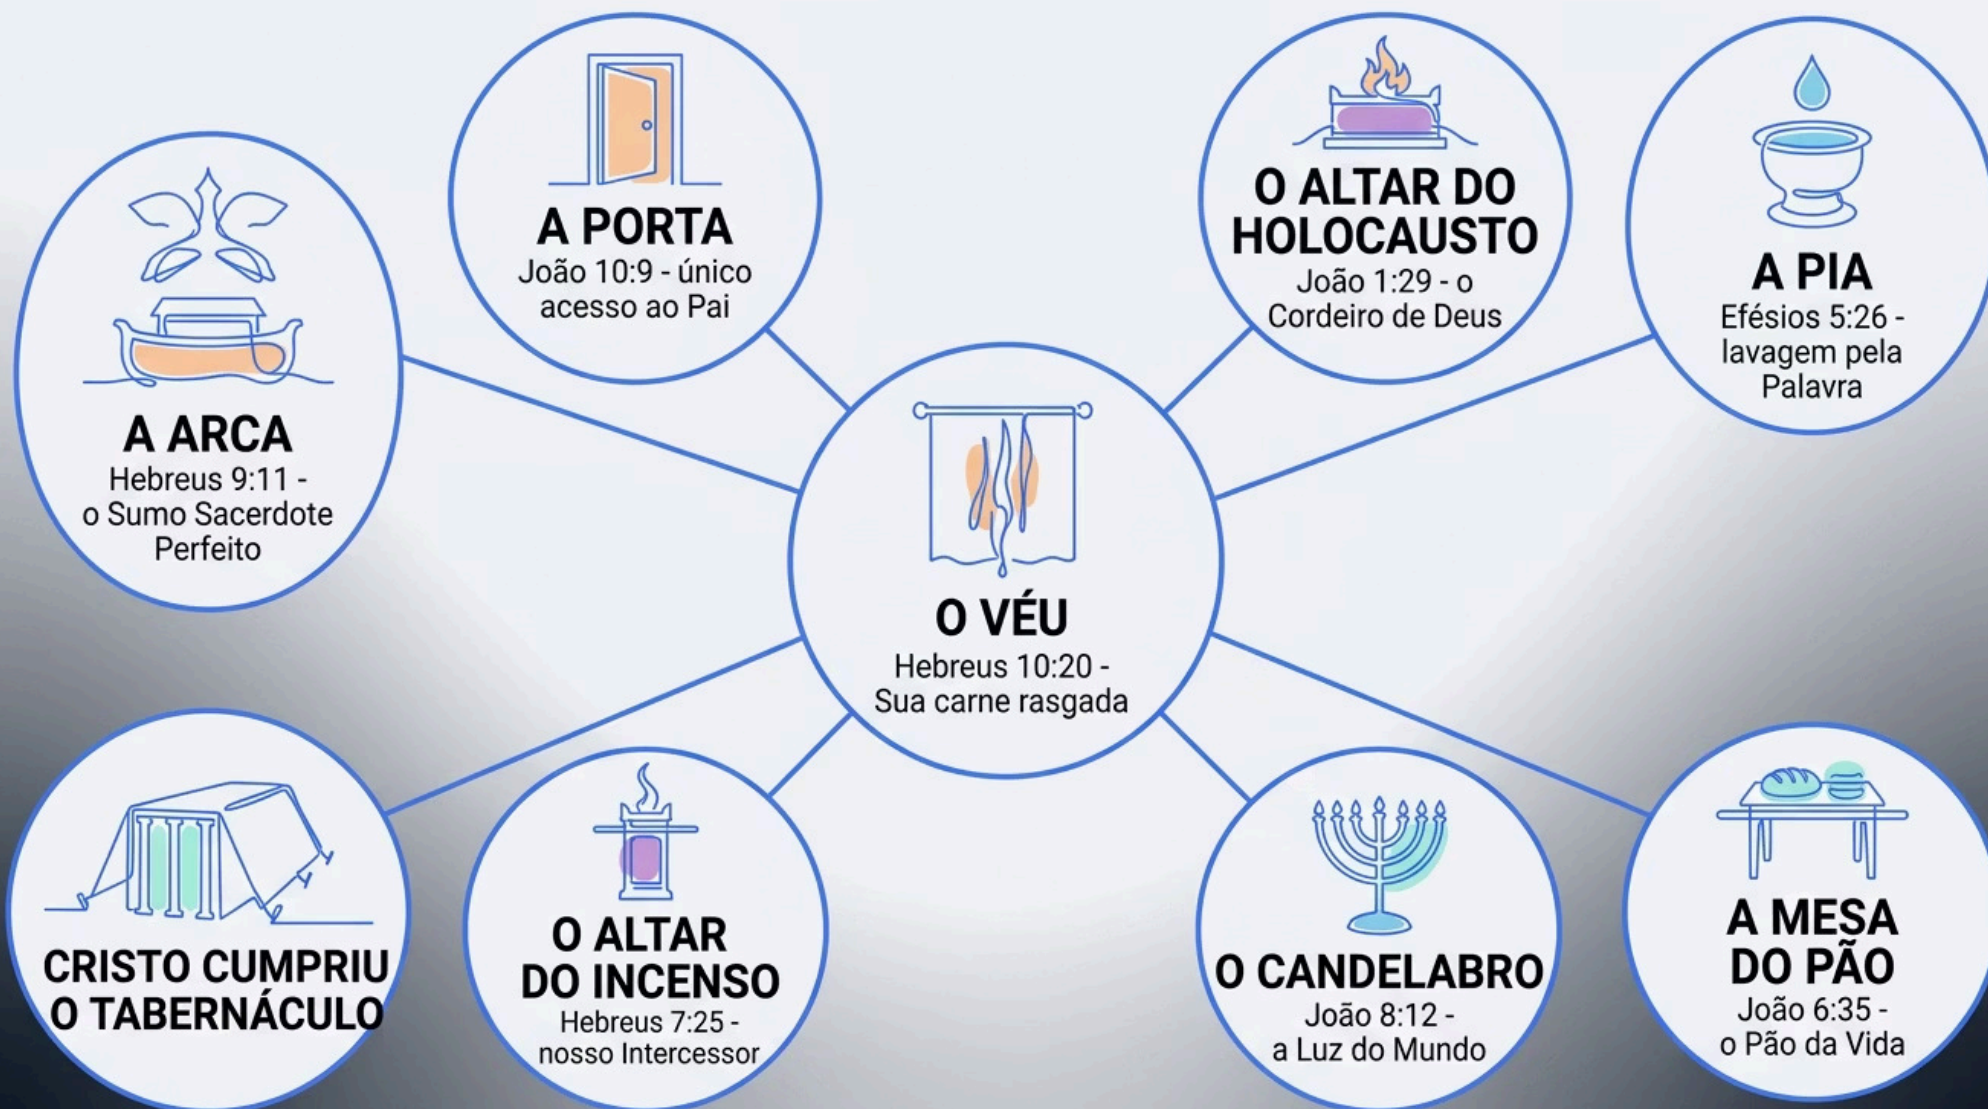 A PORTA
João 10:9 - único
acesso ao Pai
O ALTAR DO
HOLOCAUSTO
João 1:29 - o
Cordeiro de Deus
A PIA
Efésios 5:26 -
lavagem pela
Palavra
A ARCA
Hebreus 9:11 -
o Sumo Sacerdote
Perfeito
O VÉU
Hebreus 10:20 -
Sua carne rasgada
CRISTO CUMPRIU
O TABERNÁCULO
O ALTAR
DO INCENSO
Hebreus 7:25 -
nosso Intercessor
O CANDELABRO
João 8:12 -
a Luz do Mundo
A MESA
DO PÃO
João 6:35 -
o Pão da Vida